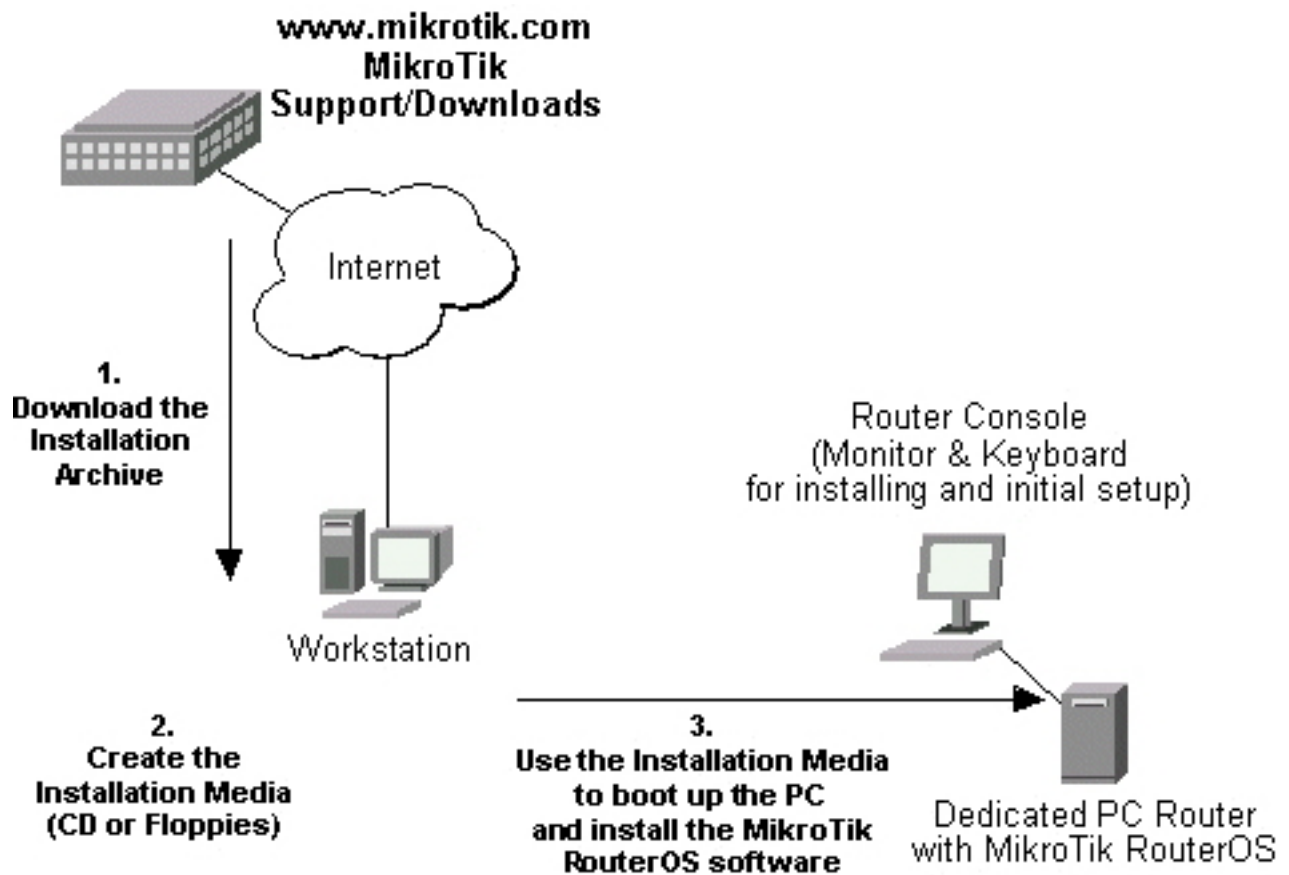 www.mikrotik.com
MikroTik
Support/Downloads
Internet
1.
Download the
Installation
Archive
Workstation
Router Console
(Monitor & Keyboard
for installing and initial setup)
2.
Create the
Installation Media
(CD or Floppies)
3.
Use the Installation Media
to boot up the PC
and install the MikroTik
RouterOS software
Dedicated PC Router
with MikroTik RouterOS